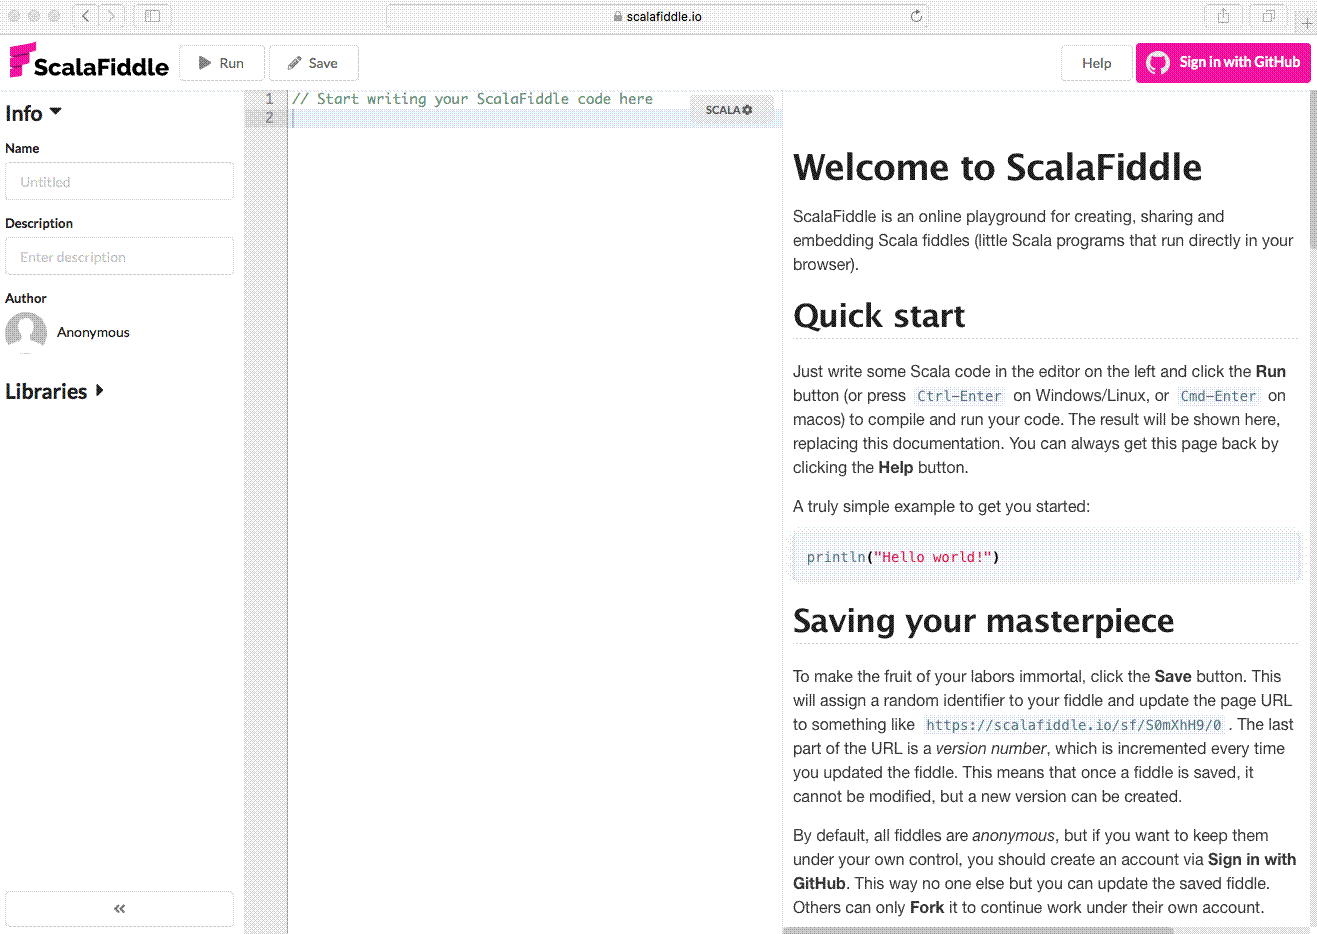 scalafiddle.io
ScalaFiddle
Run
Save
Help
Sign in with GitHub
Info
Name
Untitled
Description
Enter description
Author
Anonymous
Libraries
«
1 // Start writing your ScalaFiddle code here
2
SCALA
Welcome to ScalaFiddle
ScalaFiddle is an online playground for creating, sharing and
embedding Scala fiddles (little Scala programs that run directly in your
browser).
Quick start
Just write some Scala code in the editor on the left and click the Run
button (or press Ctrl-Enter on Windows/Linux, or Cmd-Enter on
macos) to compile and run your code. The result will be shown here,
replacing this documentation. You can always get this page back by
clicking the Help button.
A truly simple example to get you started:
println("Hello world!")
Saving your masterpiece
To make the fruit of your labors immortal, click the Save button. This
will assign a random identifier to your fiddle and update the page URL
to something like https://scalafiddle.io/sf/S0mXhH9/0 . The last
part of the URL is a version number, which is incremented every time
you updated the fiddle. This means that once a fiddle is saved, it
cannot be modified, but a new version can be created.
By default, all fiddles are anonymous, but if you want to keep them
under your own control, you should create an account via Sign in with
GitHub. This way no one else but you can update the saved fiddle.
Others can only Fork it to continue work under their own account.